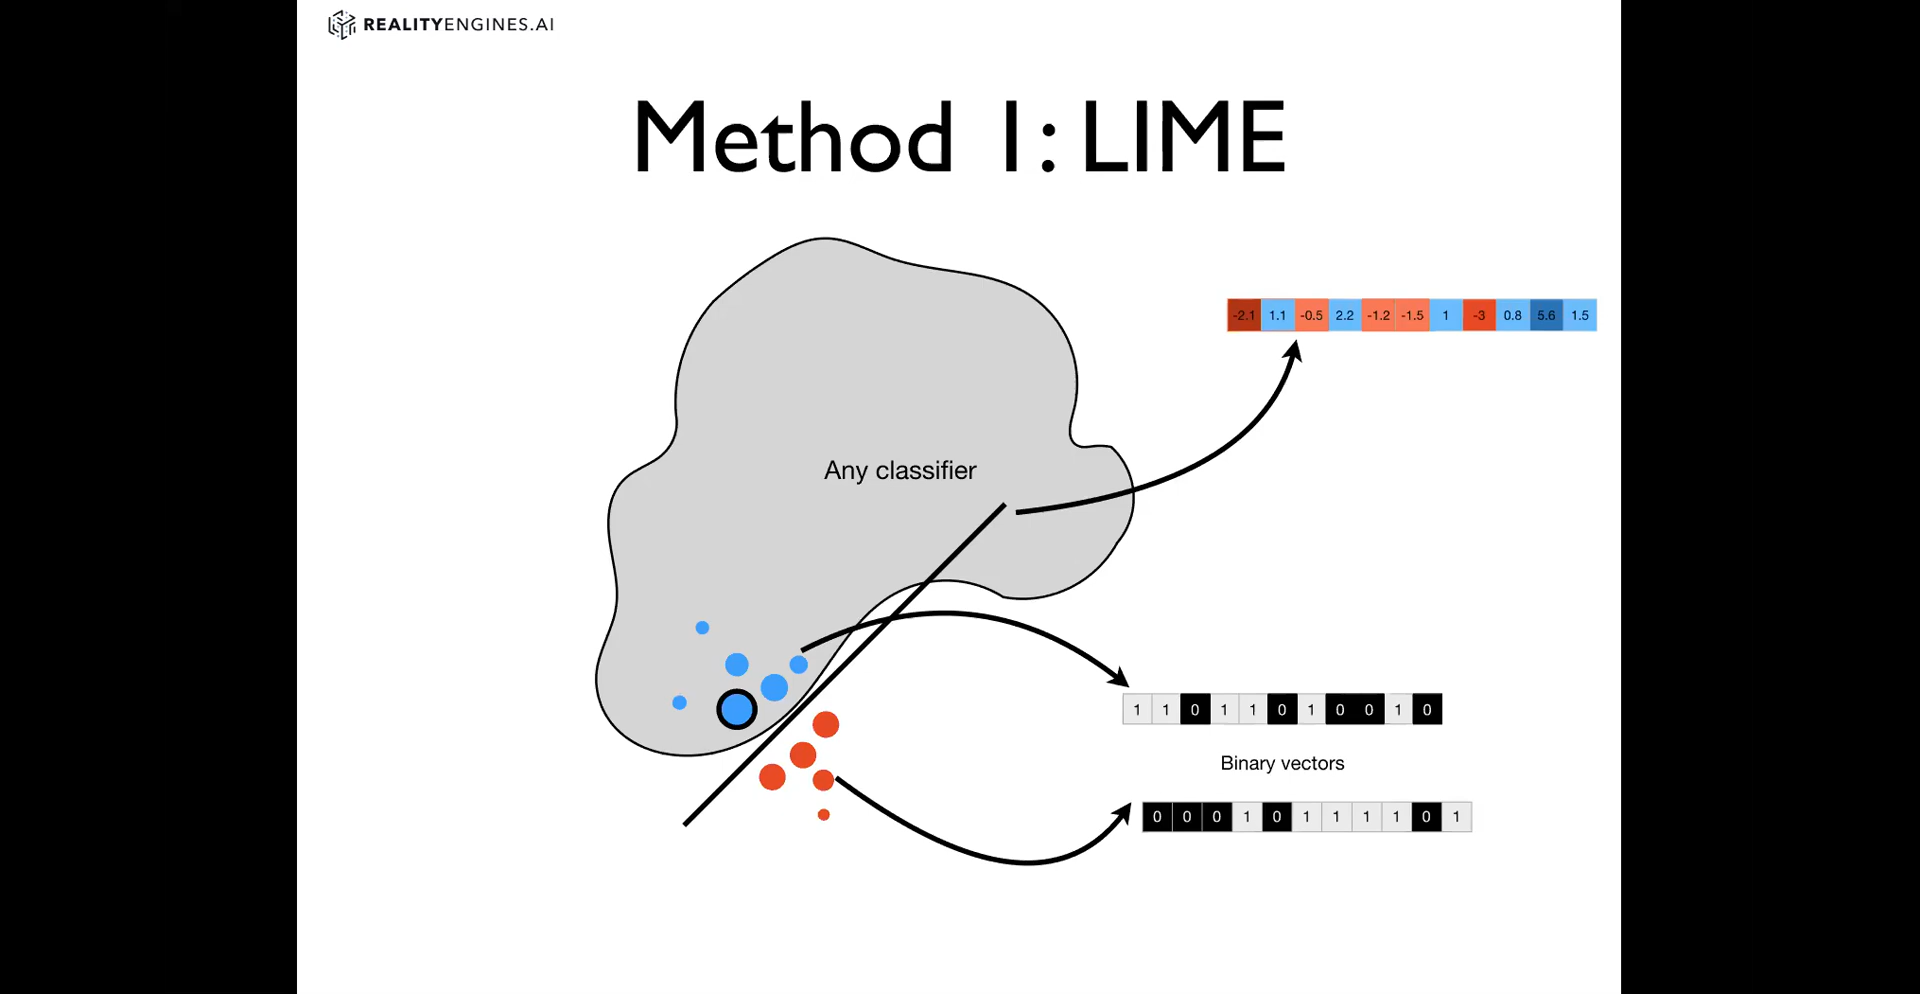 REALITYENGINES.AI
Method 1: LIME
-2.1 1.1 -0.5 2.2 -1.2 -1.5 1 -3 0.8 5.6 1.5
Any classifier
1 1 0 1 1 0 1 0 0 1 0
Binary vectors
0 0 0 1 0 1 1 1 1 0 1